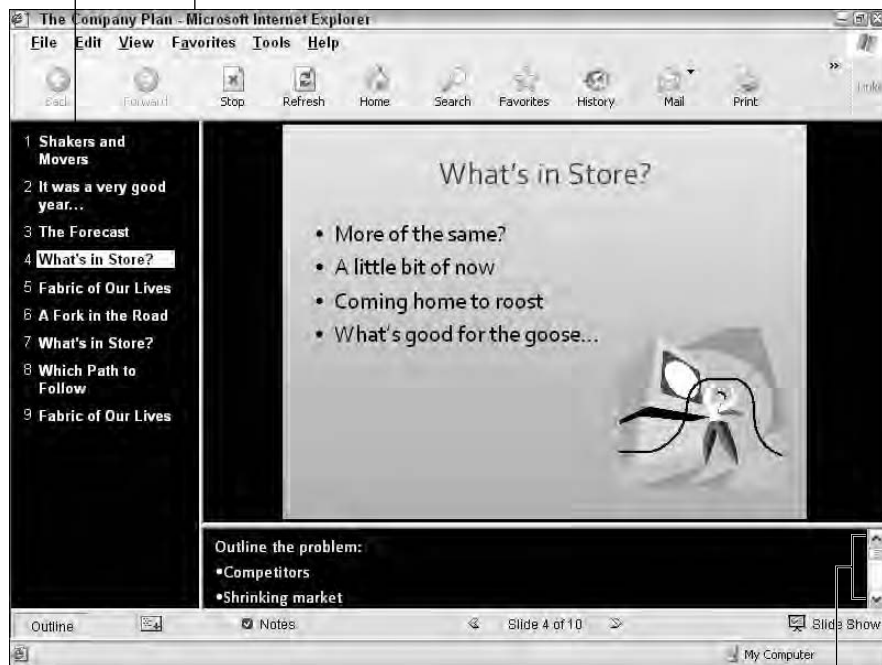 The Company Plan - Microsoft Internet Explorer
File Edit View Favorites Tools Help
Back Forward Stop Refresh Home Search Favorites History Mail Print » Links
1 Shakers and
Movers
2 It was a very good
year...
3 The Forecast
4 What's in Store?
5 Fabric of Our Lives
6 A Fork in the Road
7 What's in Store?
8 Which Path to
Follow
9 Fabric of Our Lives
What's in Store?
• More of the same?
• A little bit of now
• Coming home to roost
• What's good for the goose...
Outline the problem:
•Competitors
•Shrinking market
Outline Notes Slide 4 of 10 Slide Show
My Computer